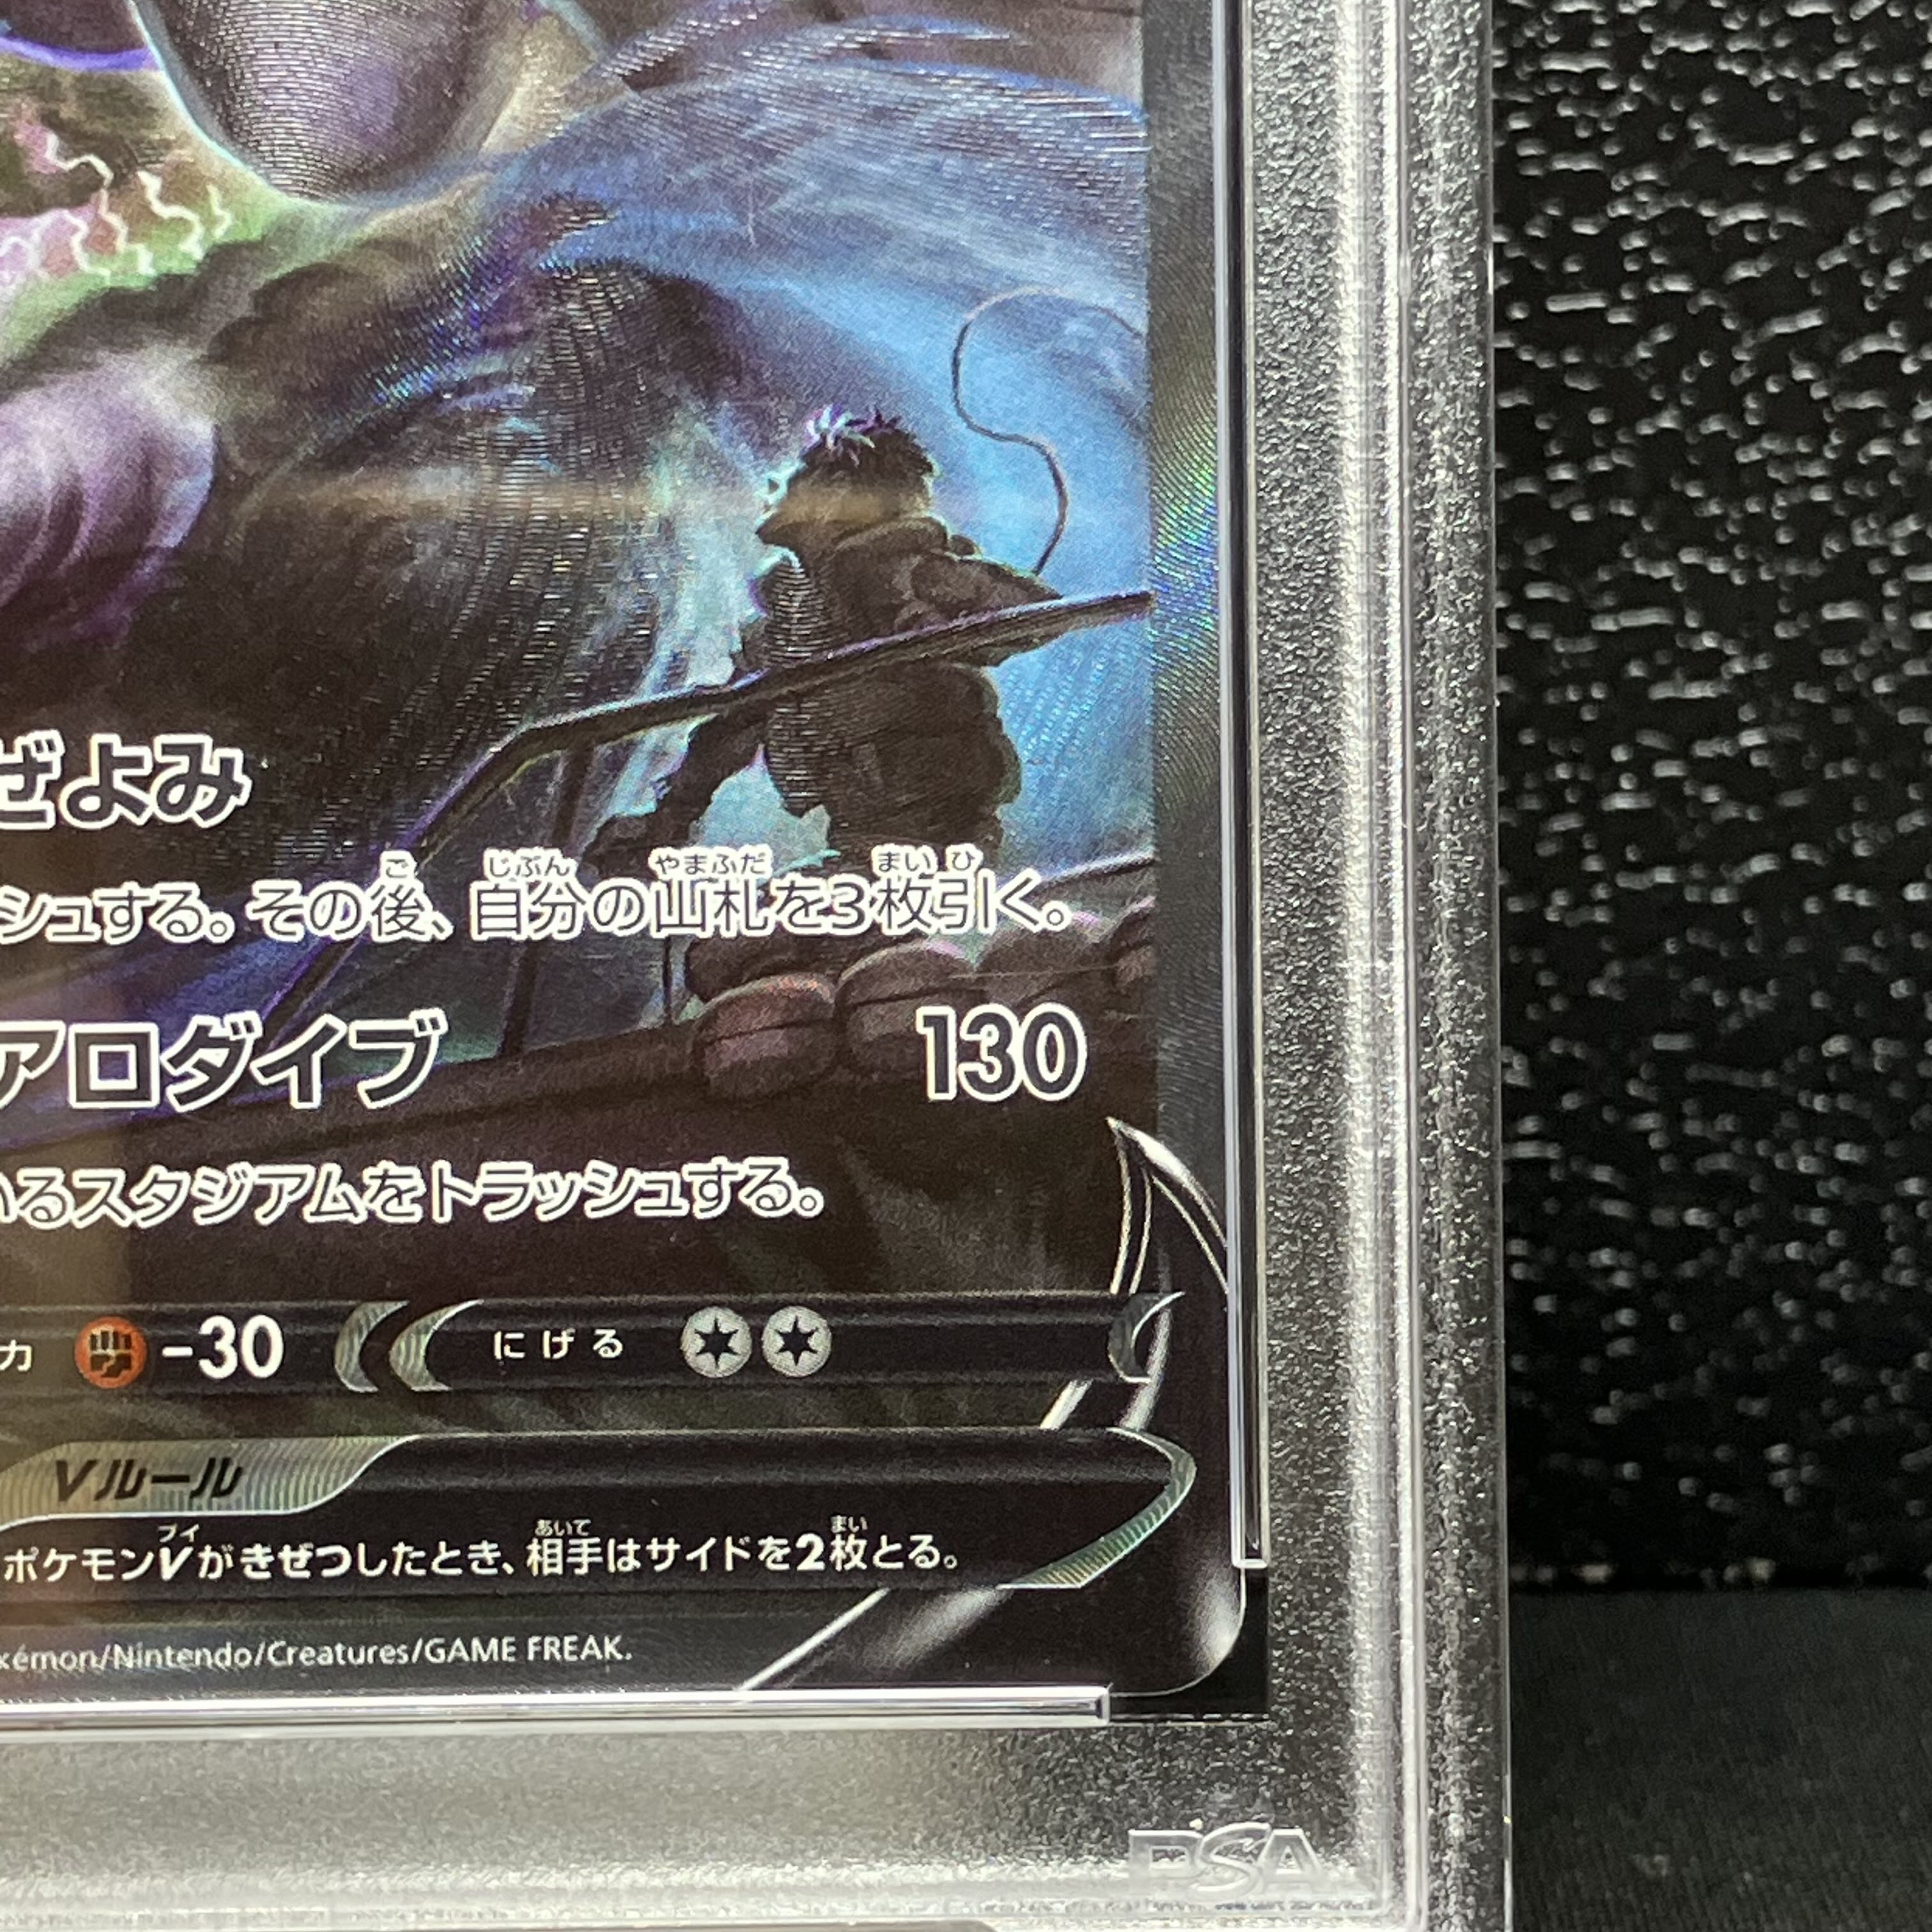 ぜよみ
シュする。その後、自分の山札を3枚引く。
アロダイブ 130
いるスタジアムをトラッシュする。
力 -30 にげる
Vルール
ポケモンVがきぜつしたとき、相手はサイドを2枚とる。
kémon/Nintendo/Creatures/GAME FREAK.
PSA